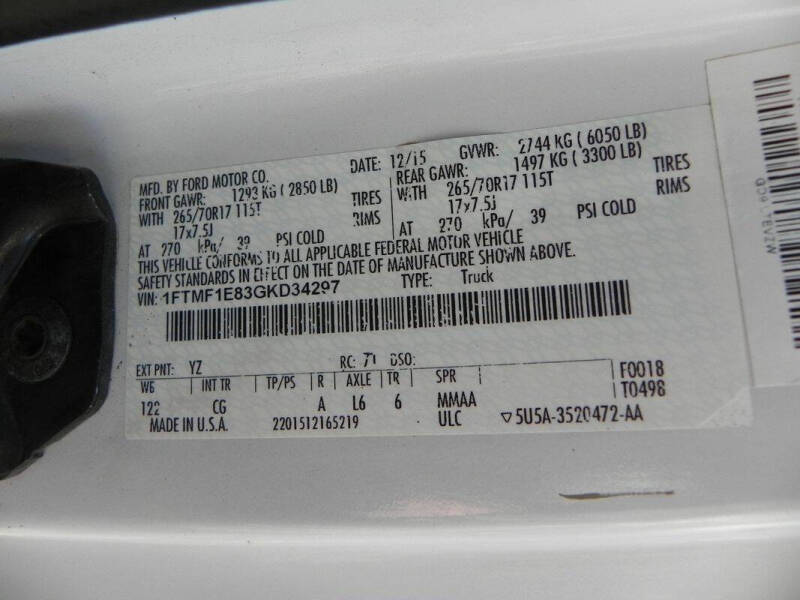 MFD. BY FORD MOTOR CO. DATE: 12/15 GVWR: 2744 KG ( 6050 LB)
FRONT GAWR: 1293 KG ( 2850 LB) REAR GAWR: 1497 KG ( 3300 LB)
WITH 265/70R17 115T TIRES WITH 265/70R17 115T TIRES
17x7.5J RIMS 17x7.5J RIMS
AT 270 kPa/ 39 PSI COLD AT 270 kPa/ 39 PSI COLD
THIS VEHICLE CONFORMS TO ALL APPLICABLE FEDERAL MOTOR VEHICLE
SAFETY STANDARDS IN EFFECT ON THE DATE OF MANUFACTURE SHOWN ABOVE.
VIN: 1FTMF1E83GKD34297 TYPE: Truck
EXT PNT: YZ RC: 71 DSO: F0018
WB INT TR TP/PS R AXLE TR SPR T0498
122 CG A L6 6 MMAA
MADE IN U.S.A. 2201512165219 ULC ▽5U5A-3520472-AA